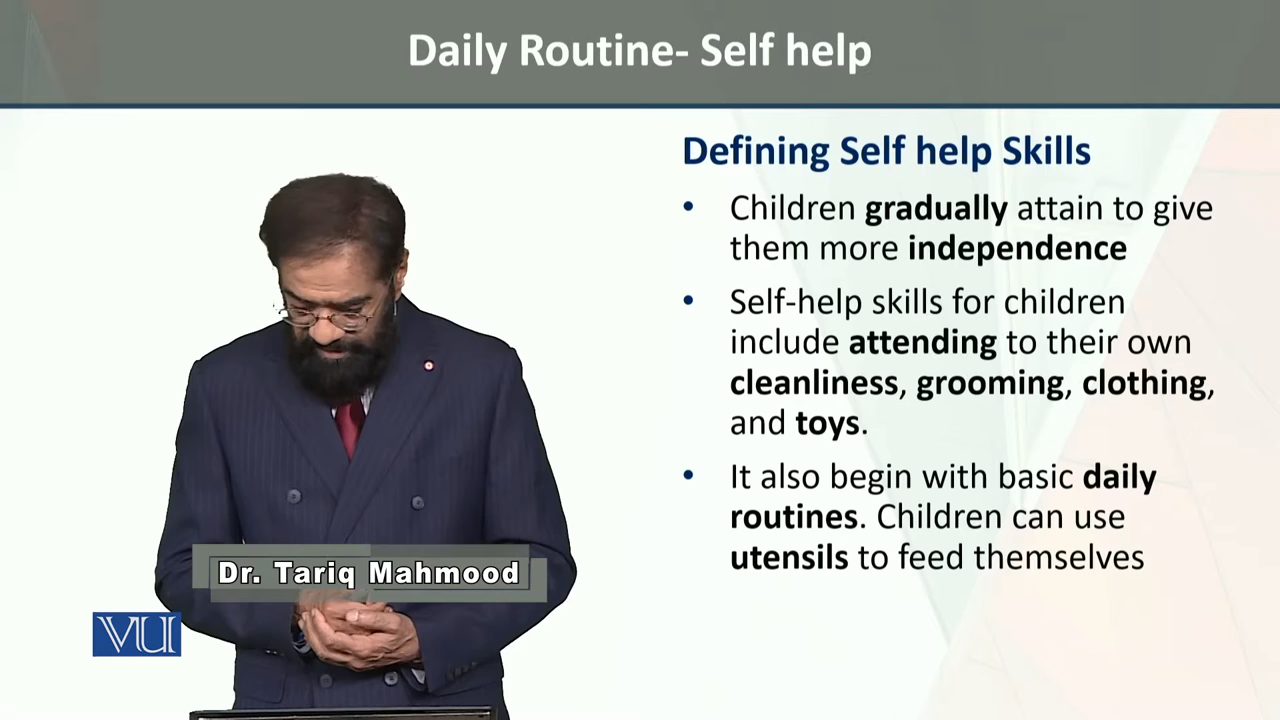 Daily Routine- Self help
Defining Self help Skills
• Children gradually attain to give
them more independence
• Self-help skills for children
include attending to their own
cleanliness, grooming, clothing,
and toys.
• It also begin with basic daily
routines. Children can use
utensils to feed themselves
Dr. Tariq Mahmood
VU